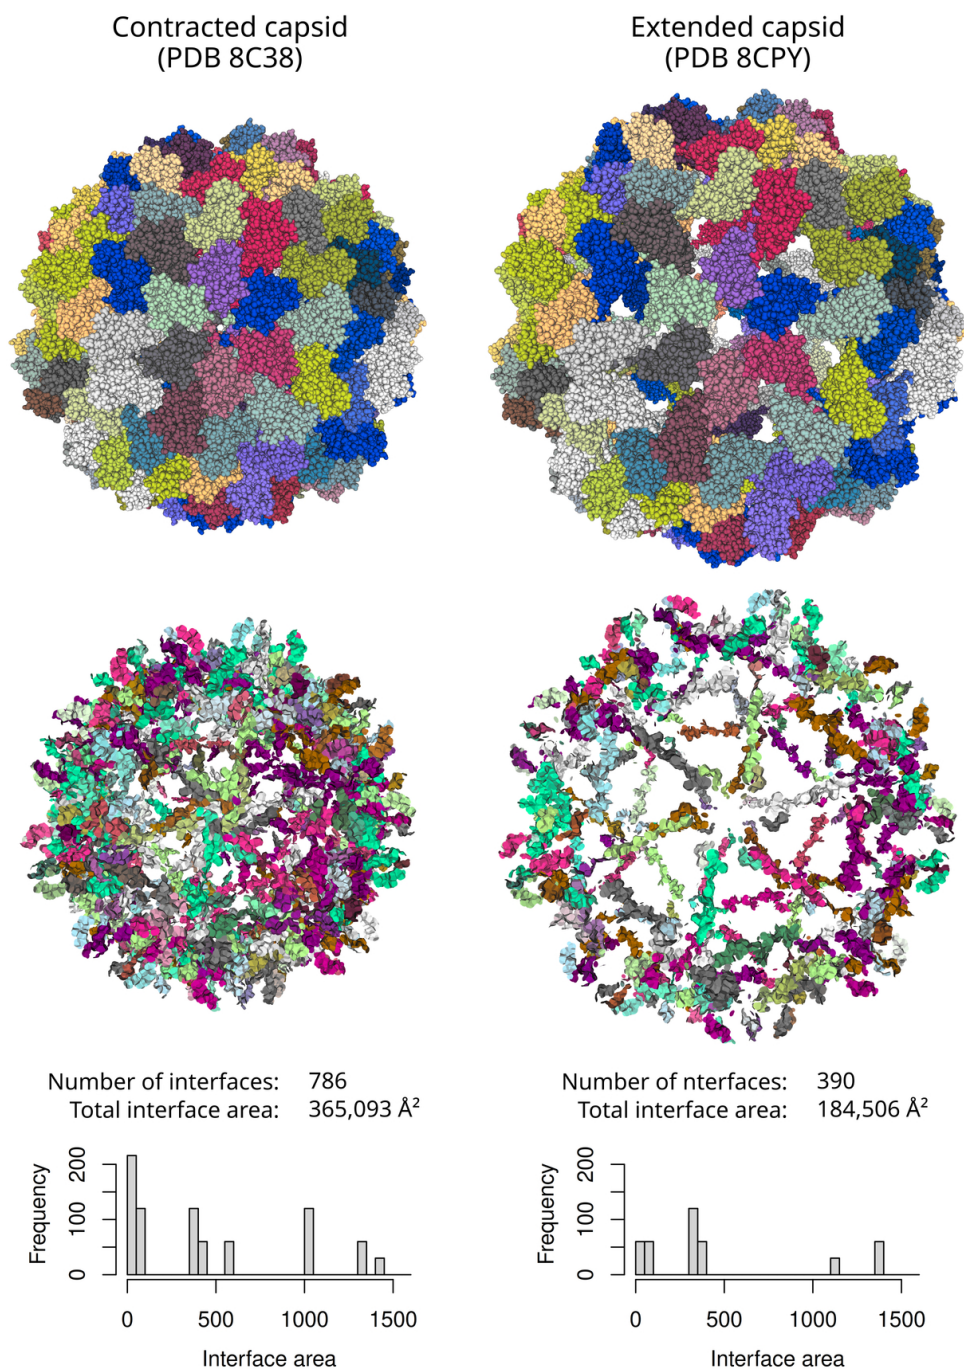 Contracted capsid
(PDB 8C38)
Extended capsid
(PDB 8CPY)
Number of interfaces: 786
Total interface area: 365,093 Å²
Number of nterfaces: 390
Total interface area: 184,506 Å²
Frequency
200
100
0
0 500 1000 1500
Interface area
Frequency
200
100
0
0 500 1000 1500
Interface area